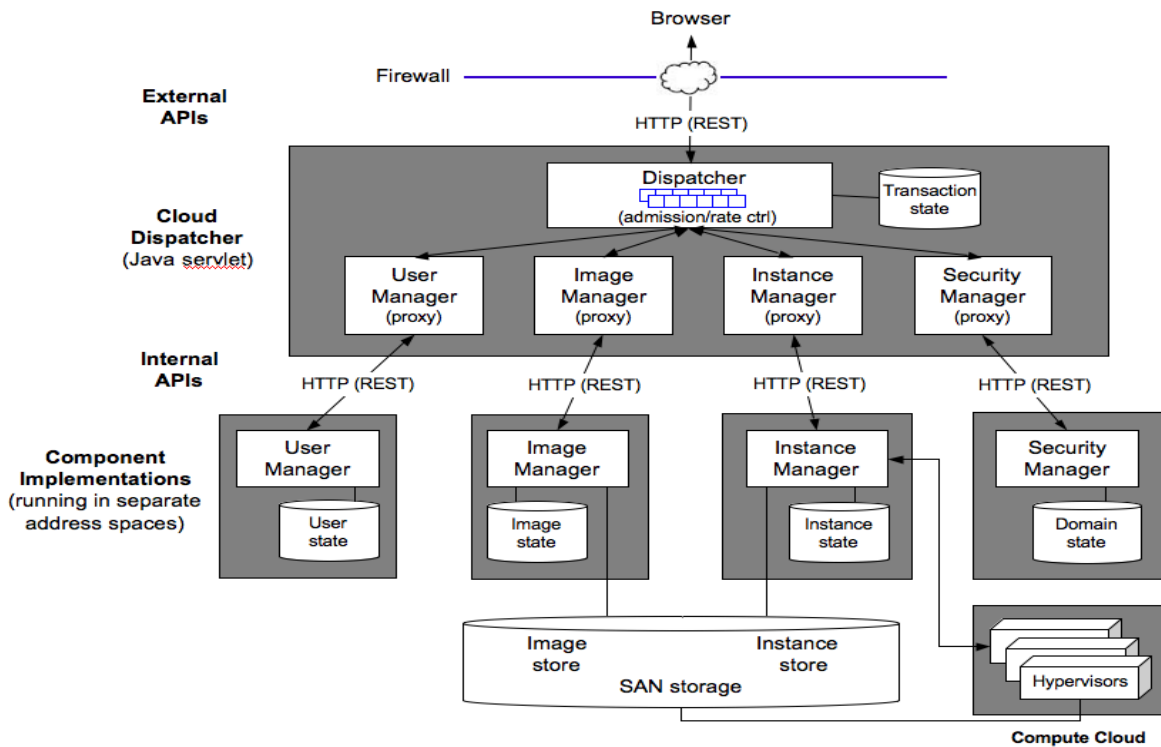 Browser
Firewall
External
APIs
HTTP (REST)
Dispatcher
(admission/rate ctrl)
Transaction
state
Cloud
Dispatcher
(Java servlet)
User
Manager
(proxy)
Image
Manager
(proxy)
Instance
Manager
(proxy)
Security
Manager
(proxy)
Internal
APIs
HTTP (REST)
HTTP (REST)
HTTP (REST)
HTTP (REST)
Component
Implementations
(running in separate
address spaces)
User
Manager
User
state
Image
Manager
Image
state
Instance
Manager
Instance
state
Security
Manager
Domain
state
Image
store
Instance
store
SAN storage
Hypervisors
Compute Cloud